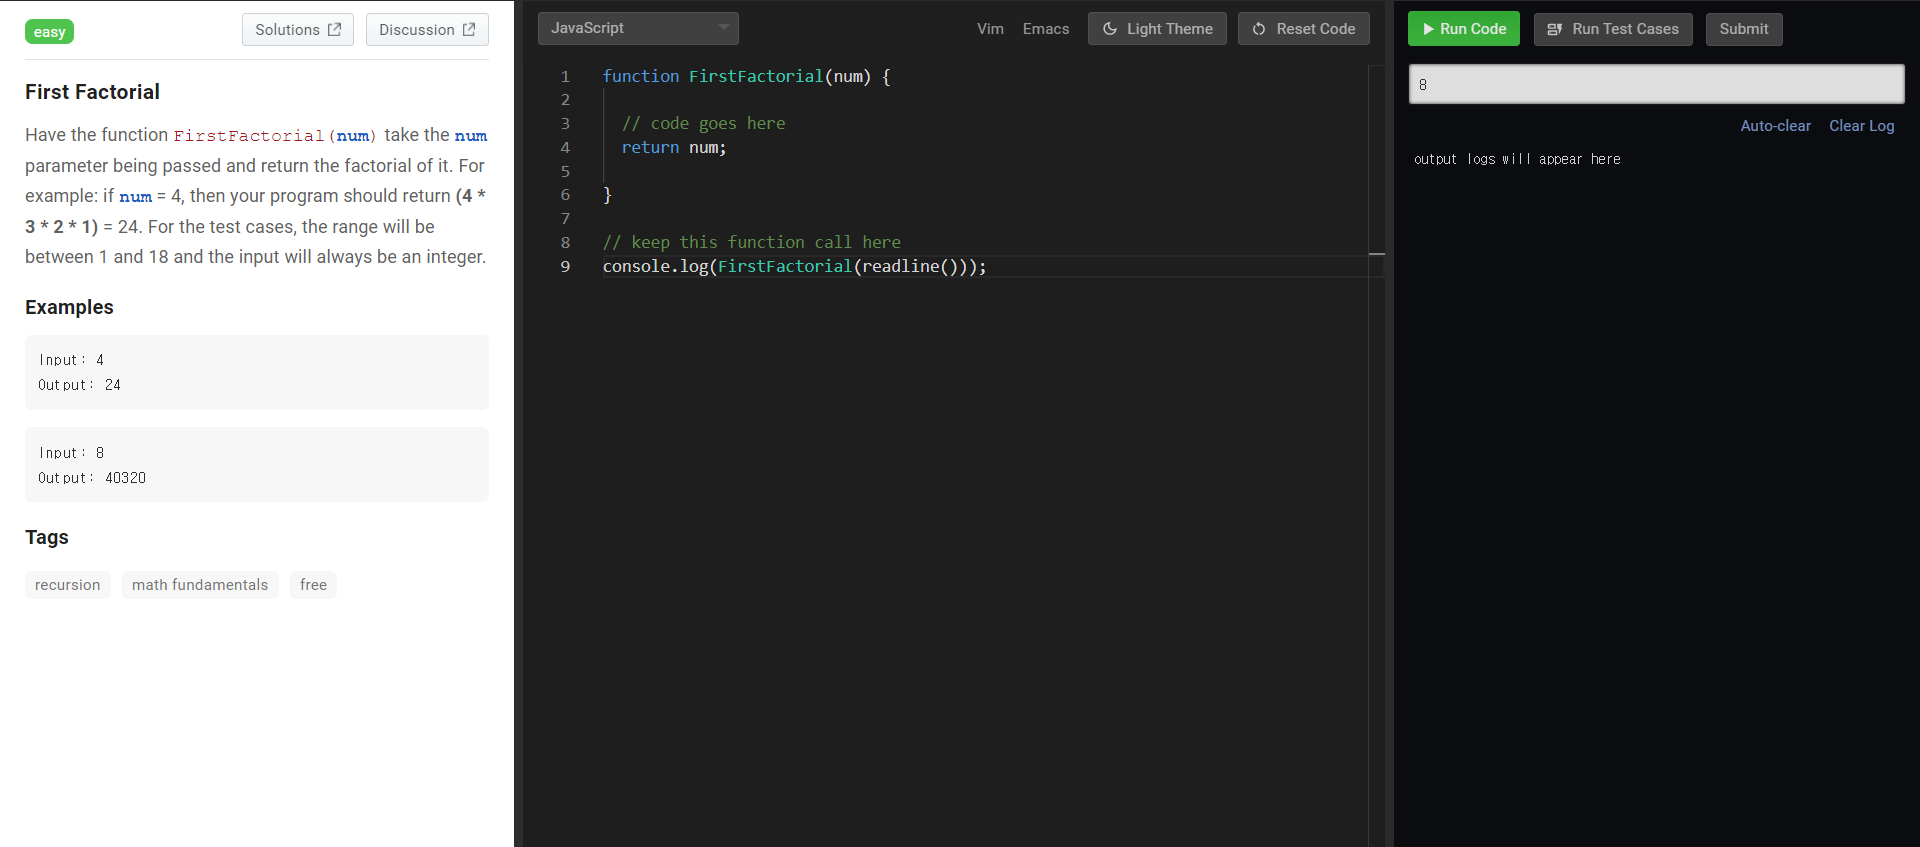 easy
Solutions
Discussion
First Factorial
Have the function FirstFactorial(num) take the num
parameter being passed and return the factorial of it. For
example: if num = 4, then your program should return (4 *
3 * 2 * 1) = 24. For the test cases, the range will be
between 1 and 18 and the input will always be an integer.
Examples
Input: 4
Output: 24
Input: 8
Output: 40320
Tags
recursion
math fundamentals
free
JavaScript
Vim
Emacs
Light Theme
Reset Code
1 function FirstFactorial(num) {
2
3 // code goes here
4 return num;
5
6 }
7
8 // keep this function call here
9 console.log(FirstFactorial(readline()));
Run Code
Run Test Cases
Submit
8
Auto-clear
Clear Log
output logs will appear here